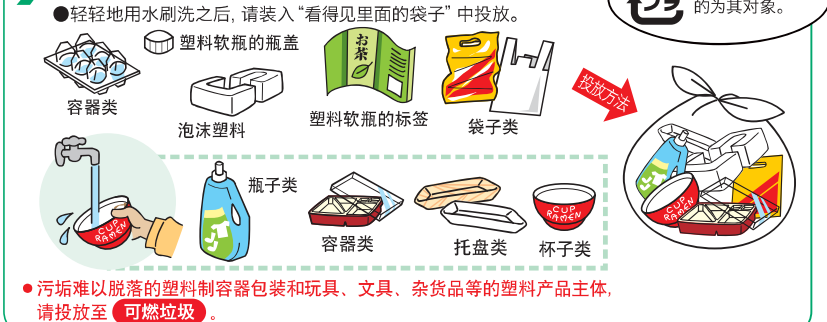 ●轻轻地用水刷洗之后, 请装入“看得见里面的袋子”中投放。
的为其对象。
塑料软瓶的瓶盖
お茶
容器类
泡沫塑料
塑料软瓶的标签
袋子类
投放方法
瓶子类
CUP RAMEN
容器类
托盘类
CUP RAMEN
杯子类
CUP RAMEN
●污垢难以脱落的塑料制容器包装和玩具、文具、杂货品等的塑料产品主体,
请投放至 可燃垃圾 。